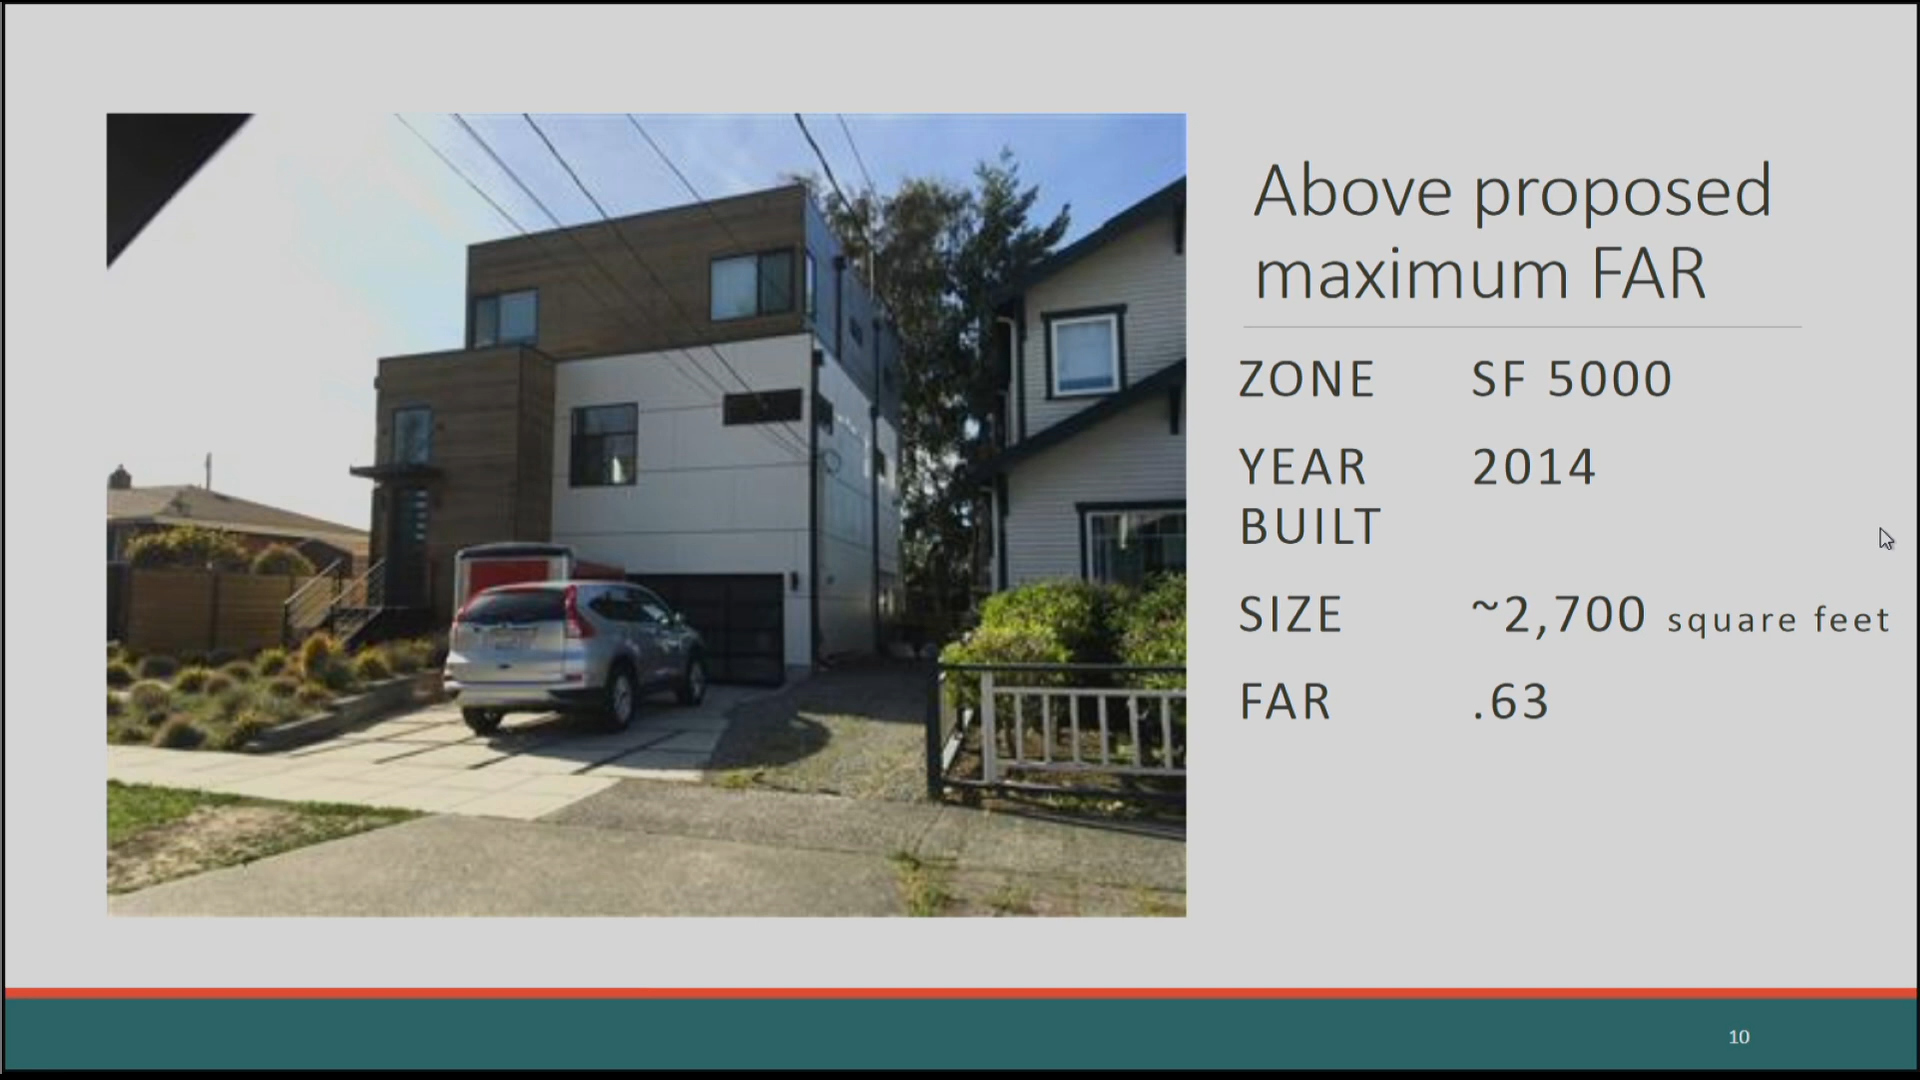 Above proposed
maximum FAR
ZONE SF 5000
YEAR 2014
BUILT
SIZE ~2,700 square feet
FAR .63
10